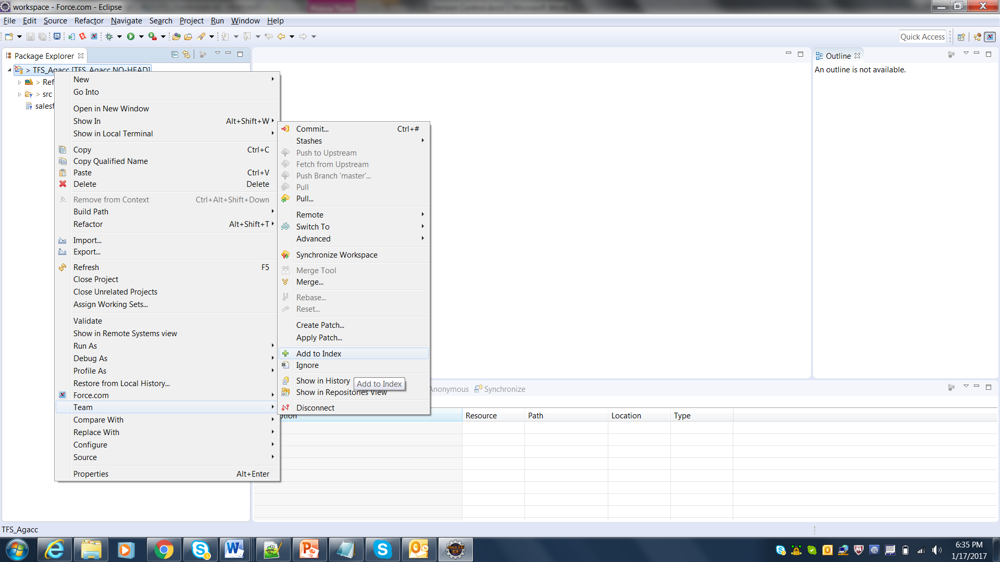 workspace - Force.com - Eclipse
File Edit Source Refactor Navigate Search Project Run Window Help
Quick Access
Package Explorer
Outline
An outline is not available.
> TFS_Agacc [TFS_Agacc NO-HEAD]
> Ref
> src
salesf
New
Go Into
Open in New Window
Show In Alt+Shift+W
Show in Local Terminal
Copy Ctrl+C
Copy Qualified Name
Paste Ctrl+V
Delete Delete
Remove from Context Ctrl+Alt+Shift+Down
Build Path
Refactor Alt+Shift+T
Import...
Export...
Refresh F5
Close Project
Close Unrelated Projects
Assign Working Sets...
Validate
Show in Remote Systems view
Run As
Debug As
Profile As
Restore from Local History...
Force.com
Team
Compare With
Replace With
Configure
Source
Properties Alt+Enter
Commit... Ctrl+#
Stashes
Push to Upstream
Fetch from Upstream
Push Branch 'master'...
Pull
Pull...
Remote
Switch To
Advanced
Synchronize Workspace
Merge Tool
Merge...
Rebase...
Reset...
Create Patch...
Apply Patch...
Add to Index
Ignore
Show in History
Add to Index
Show in Repositories View
Disconnect
Anonymous Synchronize
Resource Path Location Type
TFS_Agacc
6:35 PM
1/17/2017